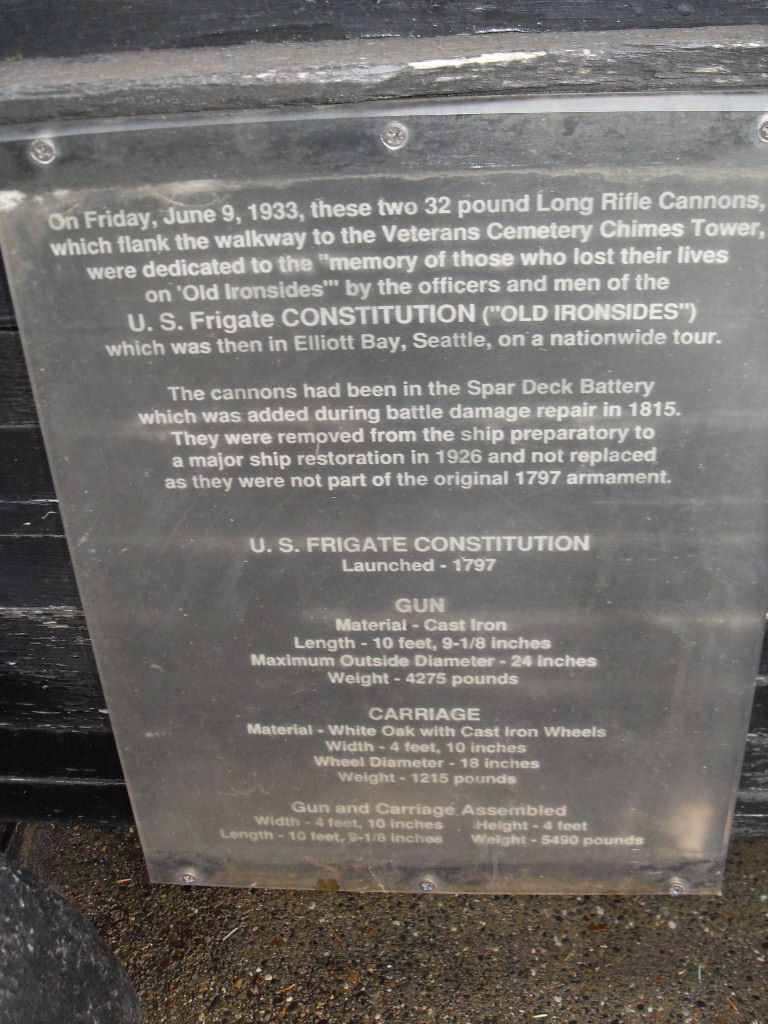 On Friday, June 9, 1933, these two 32 pound Long Rifle Cannons,
which flank the walkway to the Veterans Cemetery Chimes Tower,
were dedicated to the "memory of those who lost their lives
on 'Old Ironsides'" by the officers and men of the
U. S. Frigate CONSTITUTION ("OLD IRONSIDES")
which was then in Elliott Bay, Seattle, on a nationwide tour.
The cannons had been in the Spar Deck Battery
which was added during battle damage repair in 1815.
They were removed from the ship preparatory to
a major ship restoration in 1926 and not replaced
as they were not part of the original 1797 armament.
U. S. FRIGATE CONSTITUTION
Launched - 1797
GUN
Material - Cast Iron
Length - 10 feet, 9-1/8 inches
Maximum Outside Diameter - 24 inches
Weight - 4275 pounds
CARRIAGE
Material - White Oak with Cast Iron Wheels
Width - 4 feet, 10 inches
Wheel Diameter - 18 inches
Weight - 1215 pounds
Gun and Carriage Assembled
Width - 4 feet, 10 inches Height - 4 feet
Length - 10 feet, 9-1/8 inches Weight - 5490 pounds